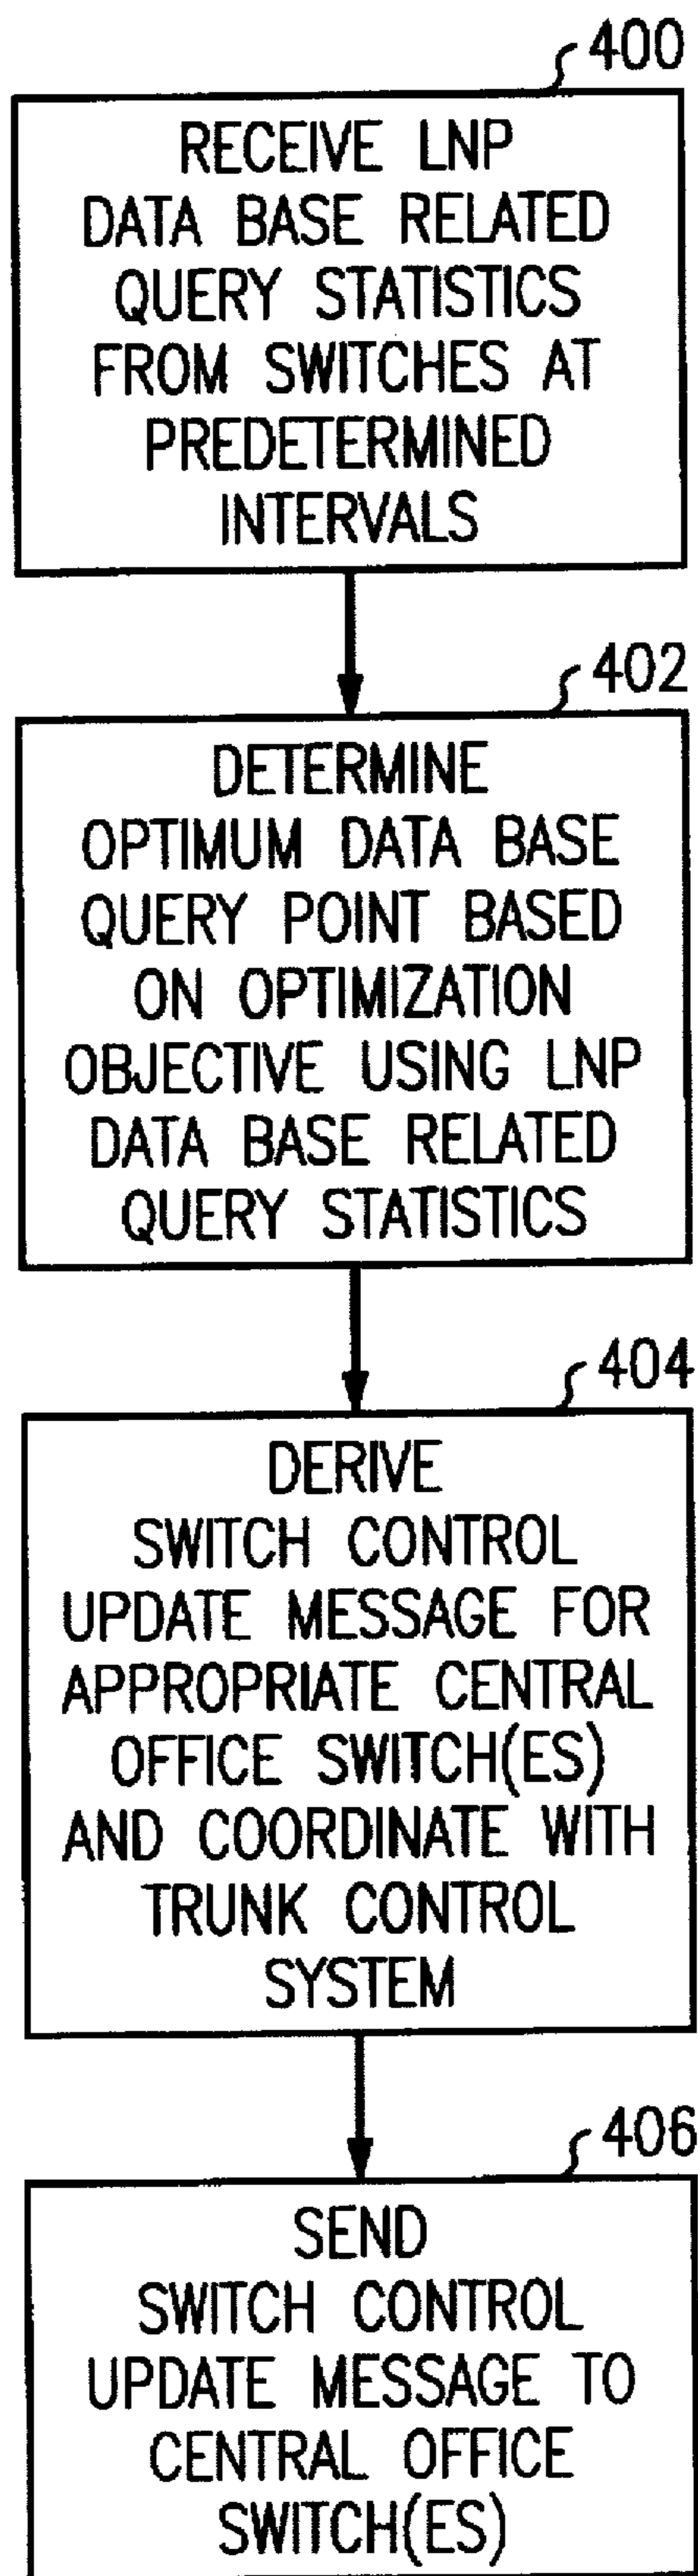 400
RECEIVE LNP
DATA BASE RELATED
QUERY STATISTICS
FROM SWITCHES AT
PREDETERMINED
INTERVALS
402
DETERMINE
OPTIMUM DATA BASE
QUERY POINT BASED
ON OPTIMIZATION
OBJECTIVE USING LNP
DATA BASE RELATED
QUERY STATISTICS
404
DERIVE
SWITCH CONTROL
UPDATE MESSAGE FOR
APPROPRIATE CENTRAL
OFFICE SWITCH(ES)
AND COORDINATE WITH
TRUNK CONTROL
SYSTEM
406
SEND
SWITCH CONTROL
UPDATE MESSAGE TO
CENTRAL OFFICE
SWITCH(ES)